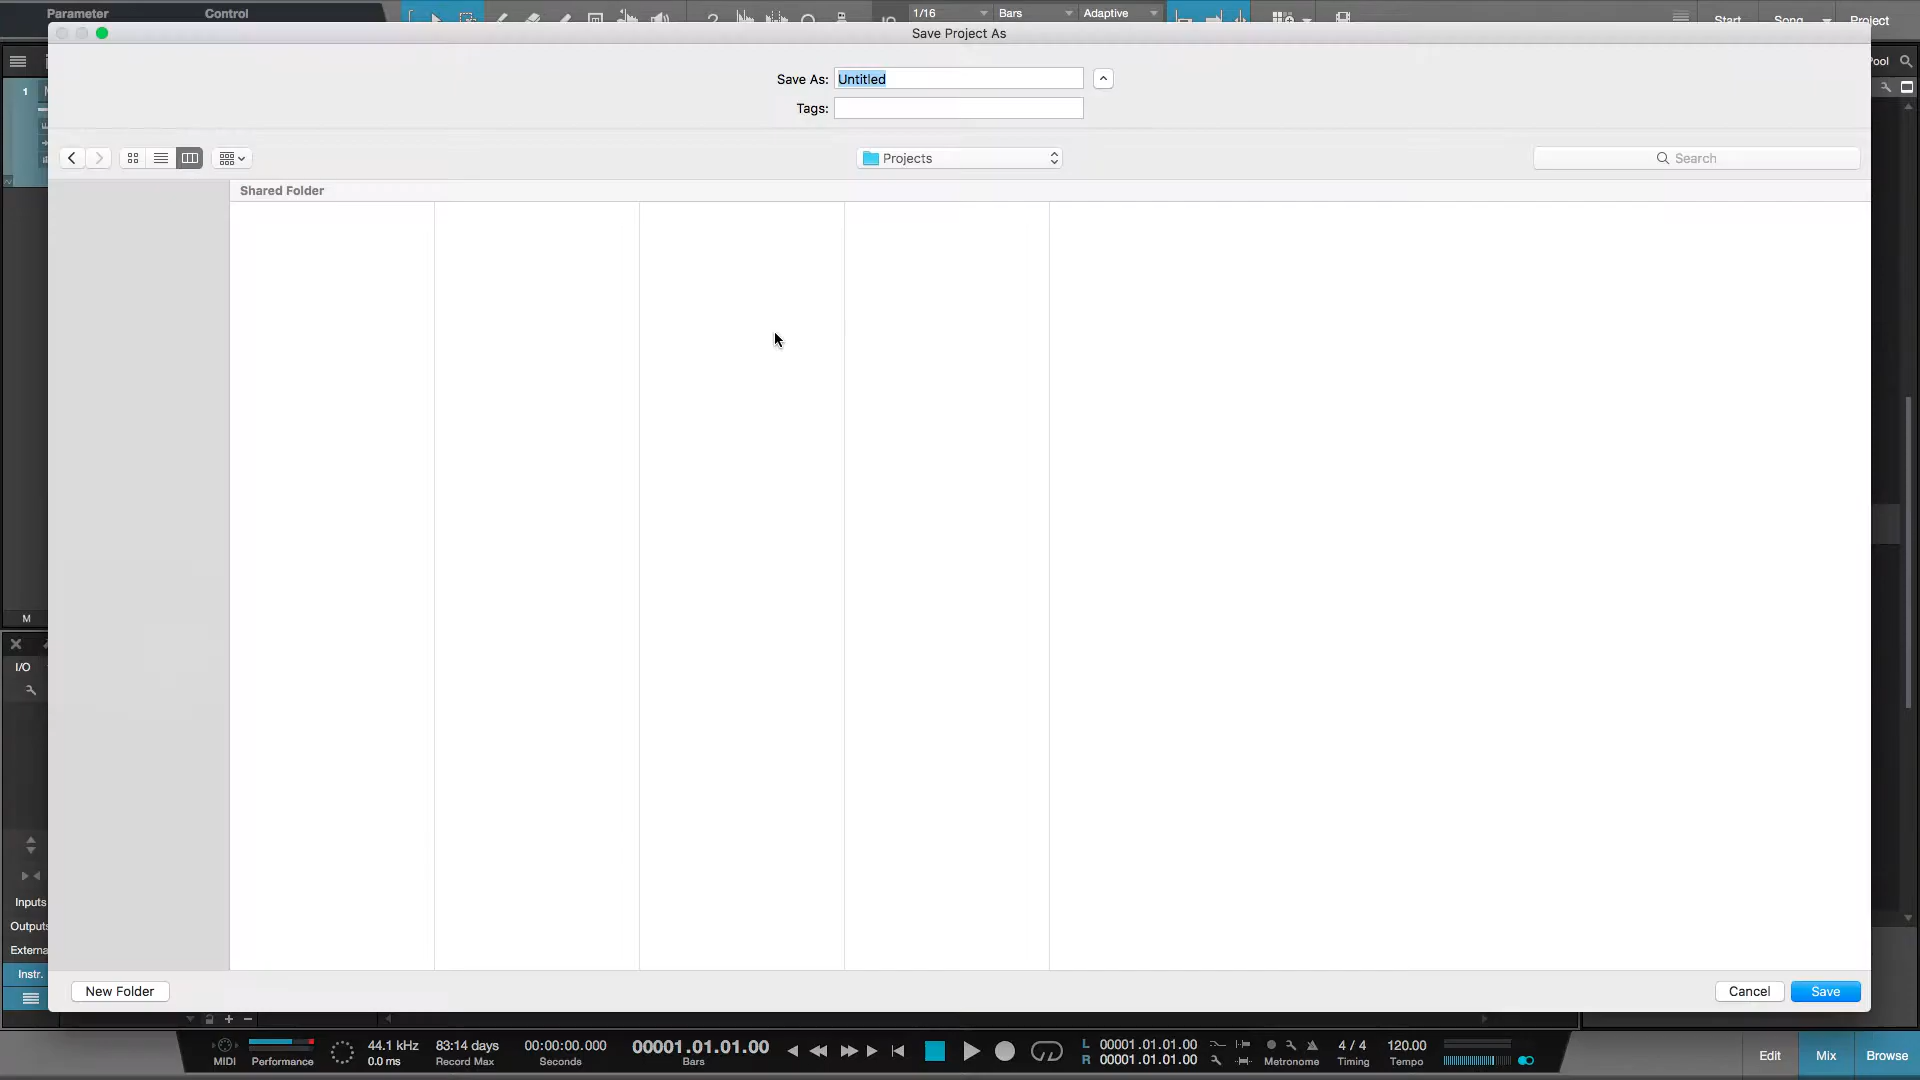 Parameter
Control
1/16
Bars
Adaptive
Start
Song
Project
Save Project As
Save As: Untitled
Tags:
Projects
Search
Shared Folder
1
M
I/O
Inputs
Outputs
Externa
Instr.
New Folder
Cancel
Save
MIDI
Performance
44.1 kHz
0.0 ms
83:14 days
Record Max
00:00:00.000
Seconds
00001.01.01.00
Bars
L 00001.01.01.00
R 00001.01.01.00
Metronome
4 / 4
Timing
120.00
Tempo
Edit
Mix
Browse